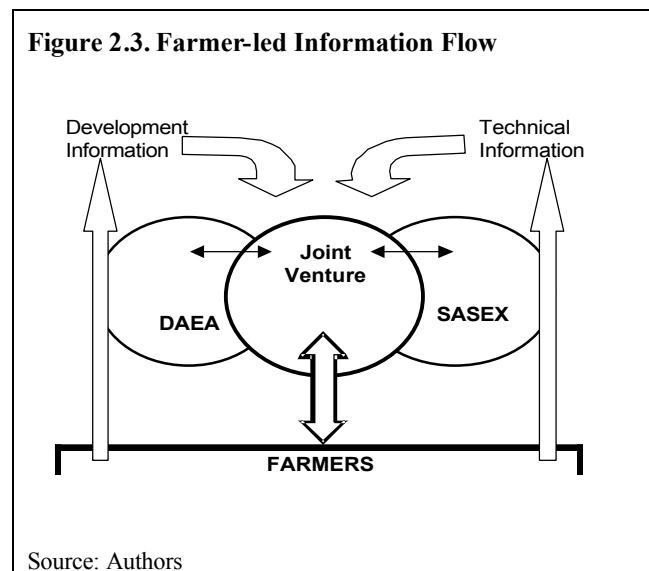 Figure 2.3. Farmer-led Information Flow
Development
Information
Technical
Information
Joint
Venture
DAEA
SASEX
FARMERS
Source: Authors